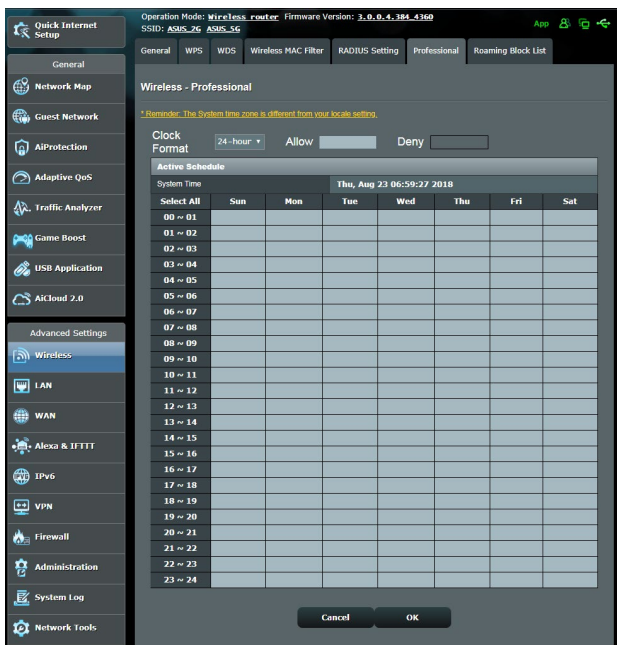 Quick Internet
Setup
General
Network Map
Guest Network
AiProtection
Adaptive QoS
Traffic Analyzer
Game Boost
USB Application
AiCloud 2.0
Advanced Settings
Wireless
LAN
WAN
Alexa & IFTTT
IPv6
VPN
Firewall
Administration
System Log
Network Tools
Operation Mode: Wireless router Firmware Version: 3.0.0.4.384_4360
SSID: ASUS_2G ASUS_5G
App
General WPS WDS Wireless MAC Filter RADIUS Setting Professional Roaming Block List
Wireless - Professional
* Reminder: The System time zone is different from your locale setting.
Clock
Format
24-hour Allow Deny
Active Schedule
System Time Thu, Aug 23 06:59:27 2018
Select All Sun Mon Tue Wed Thu Fri Sat
00 ~ 01
01 ~ 02
02 ~ 03
03 ~ 04
04 ~ 05
05 ~ 06
06 ~ 07
07 ~ 08
08 ~ 09
09 ~ 10
10 ~ 11
11 ~ 12
12 ~ 13
13 ~ 14
14 ~ 15
15 ~ 16
16 ~ 17
17 ~ 18
18 ~ 19
19 ~ 20
20 ~ 21
21 ~ 22
22 ~ 23
23 ~ 24
Cancel OK